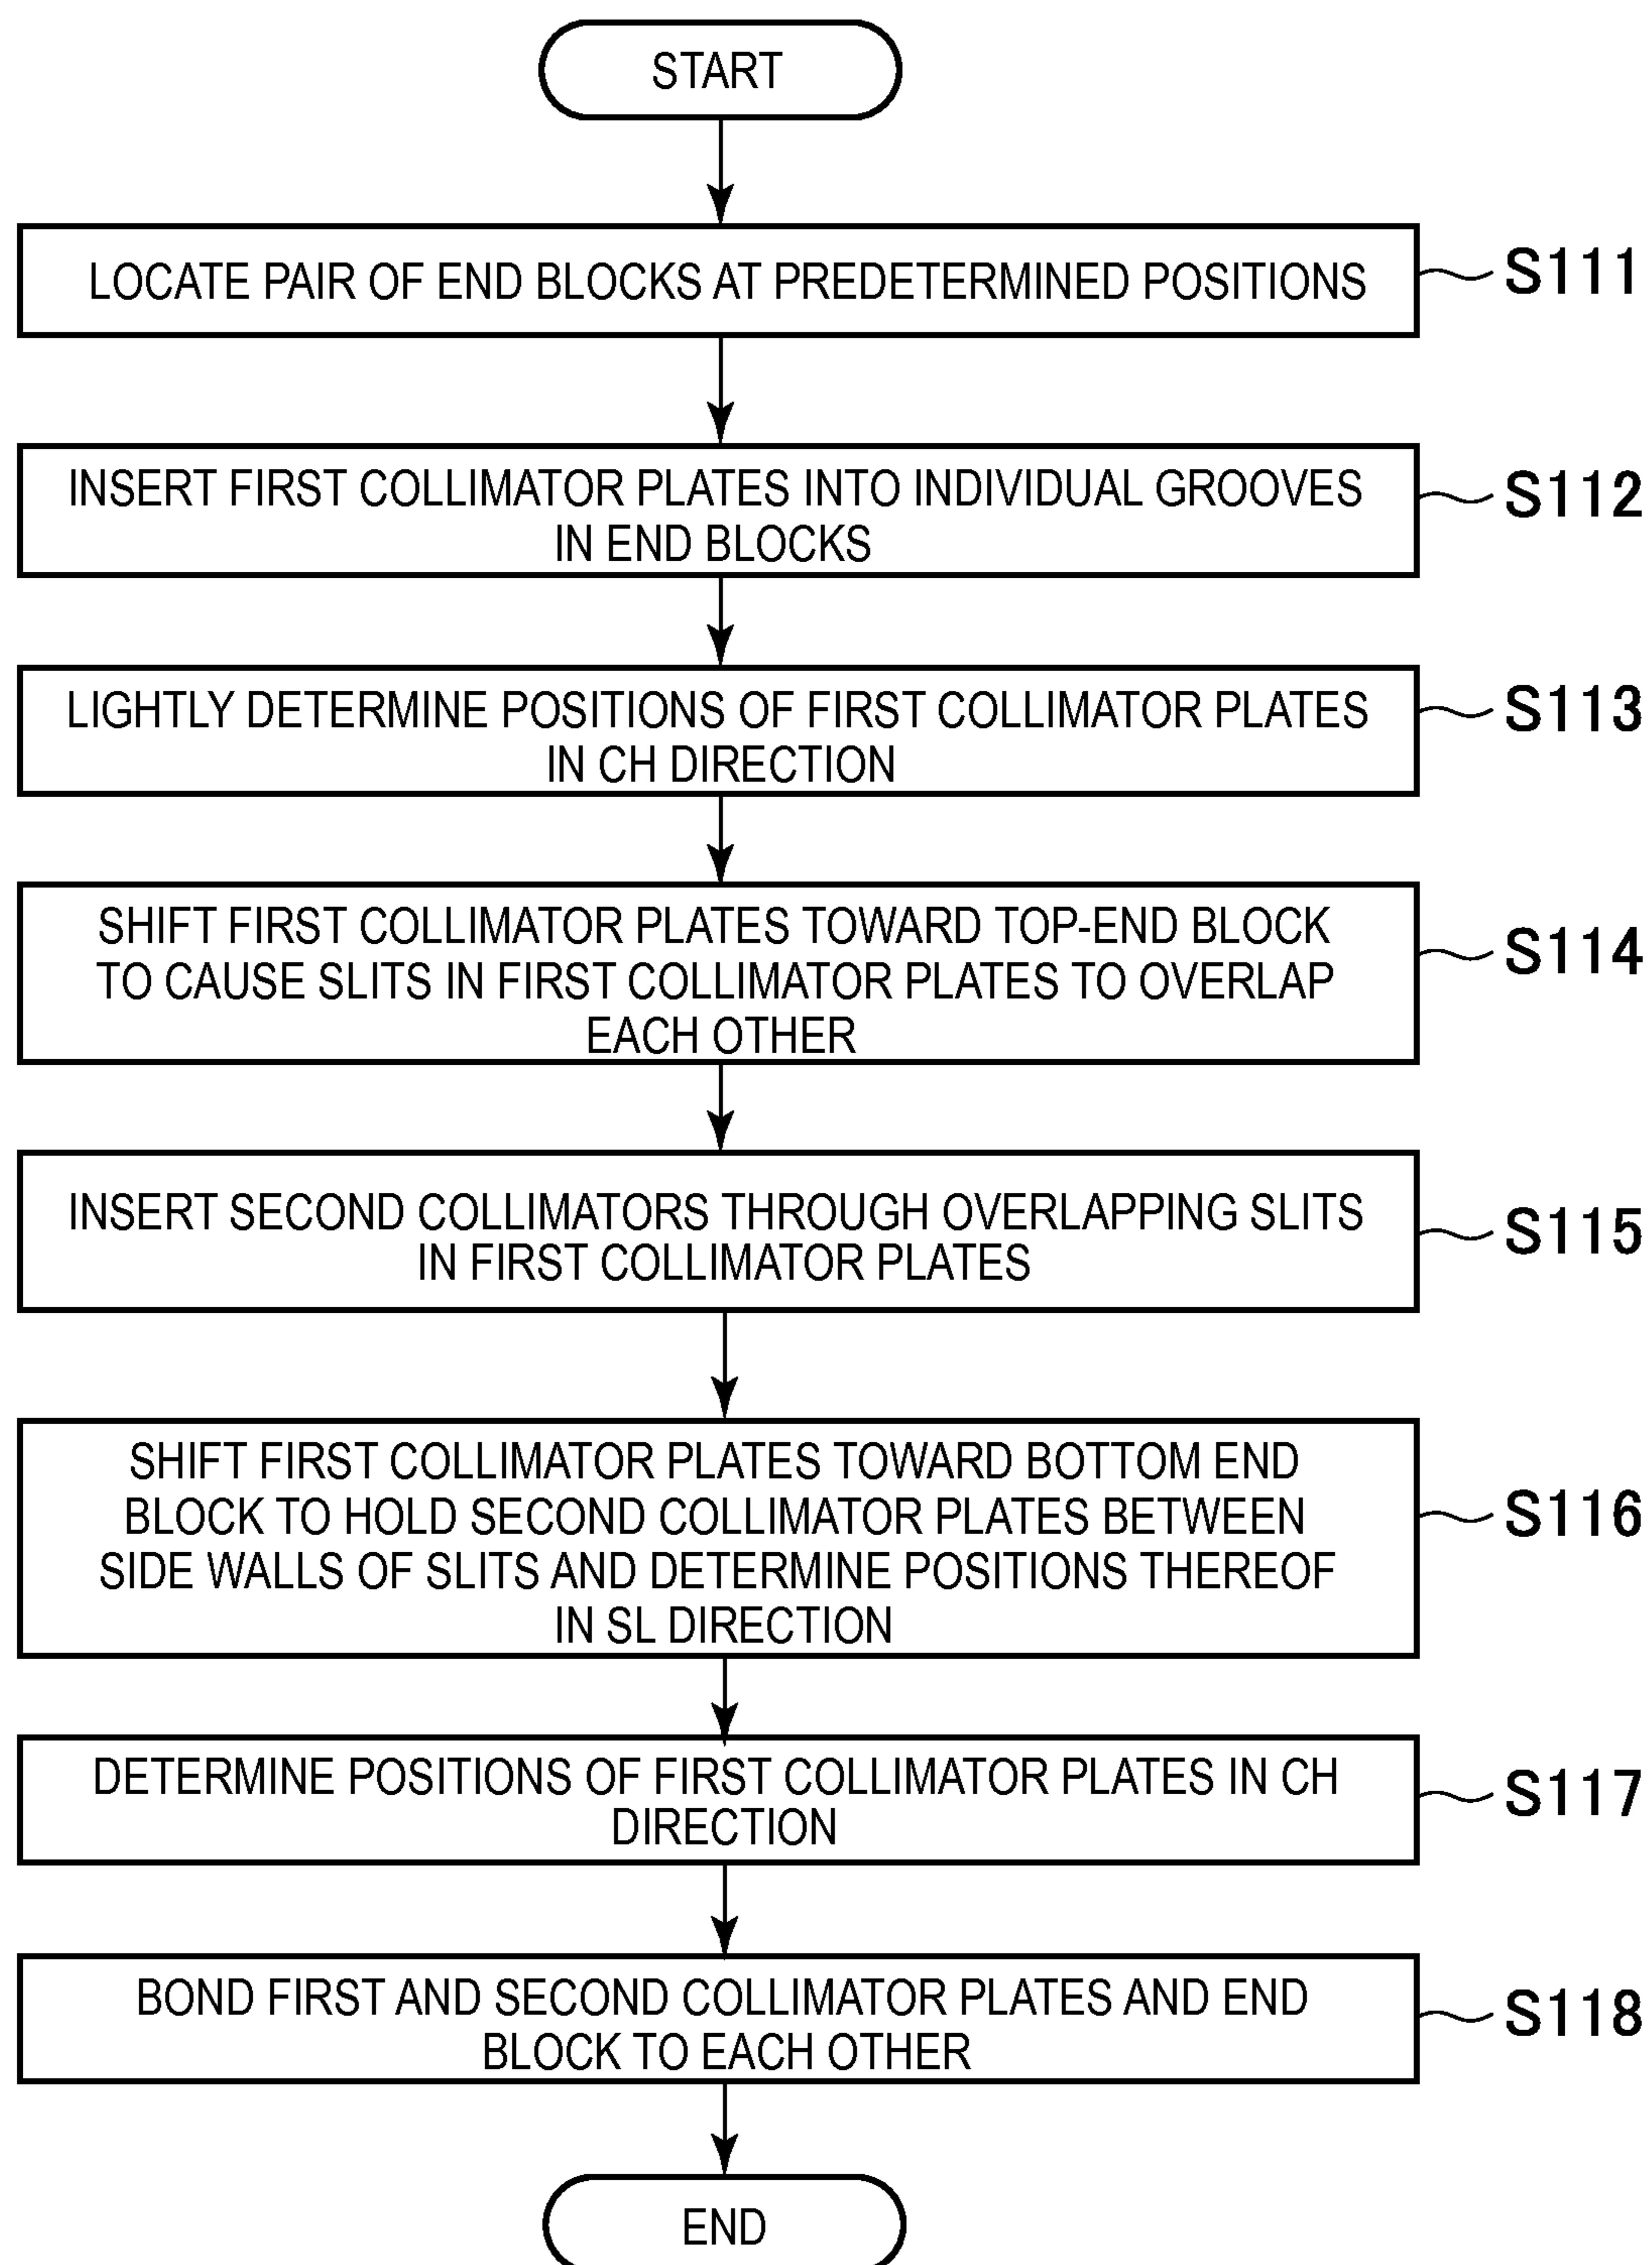 START
LOCATE PAIR OF END BLOCKS AT PREDETERMINED POSITIONS
S111
INSERT FIRST COLLIMATOR PLATES INTO INDIVIDUAL GROOVES
IN END BLOCKS
S112
LIGHTLY DETERMINE POSITIONS OF FIRST COLLIMATOR PLATES
IN CH DIRECTION
S113
SHIFT FIRST COLLIMATOR PLATES TOWARD TOP-END BLOCK
TO CAUSE SLITS IN FIRST COLLIMATOR PLATES TO OVERLAP
EACH OTHER
S114
INSERT SECOND COLLIMATORS THROUGH OVERLAPPING SLITS
IN FIRST COLLIMATOR PLATES
S115
SHIFT FIRST COLLIMATOR PLATES TOWARD BOTTOM END
BLOCK TO HOLD SECOND COLLIMATOR PLATES BETWEEN
SIDE WALLS OF SLITS AND DETERMINE POSITIONS THEREOF
IN SL DIRECTION
S116
DETERMINE POSITIONS OF FIRST COLLIMATOR PLATES IN CH
DIRECTION
S117
BOND FIRST AND SECOND COLLIMATOR PLATES AND END
BLOCK TO EACH OTHER
S118
END